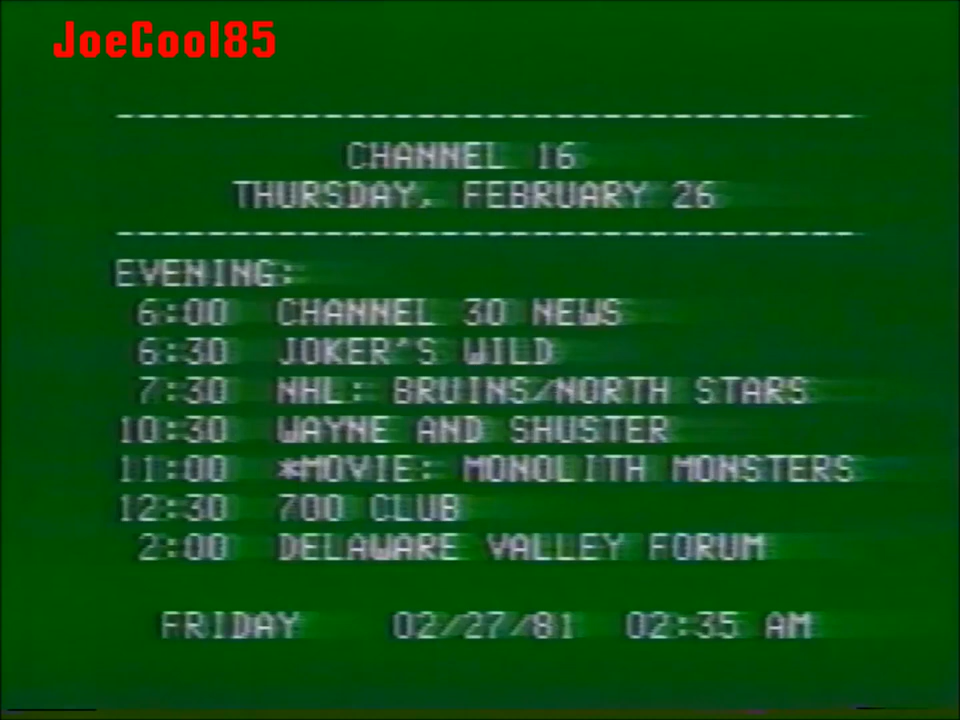 JoeCool85
----------------------------------
CHANNEL 16
THURSDAY, FEBRUARY 26
----------------------------------
EVENING:
6:00 CHANNEL 30 NEWS
6:30 JOKER'S WILD
7:30 NHL: BRUINS/NORTH STARS
10:30 WAYNE AND SHUSTER
11:00 *MOVIE: MONOLITH MONSTERS
12:30 700 CLUB
2:00 DELAWARE VALLEY FORUM
FRIDAY 02/27/81 02:35 AM